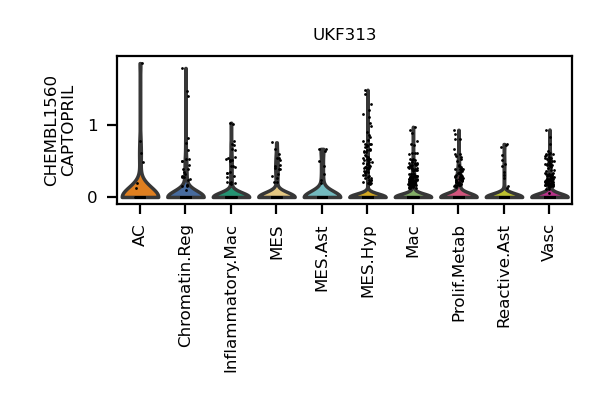 UKF313
CHEMBL1560
CAPTOPRIL
1
0
AC
Chromatin.Reg
Inflammatory.Mac
MES
MES.Ast
MES.Hyp
Mac
Prolif.Metab
Reactive.Ast
Vasc